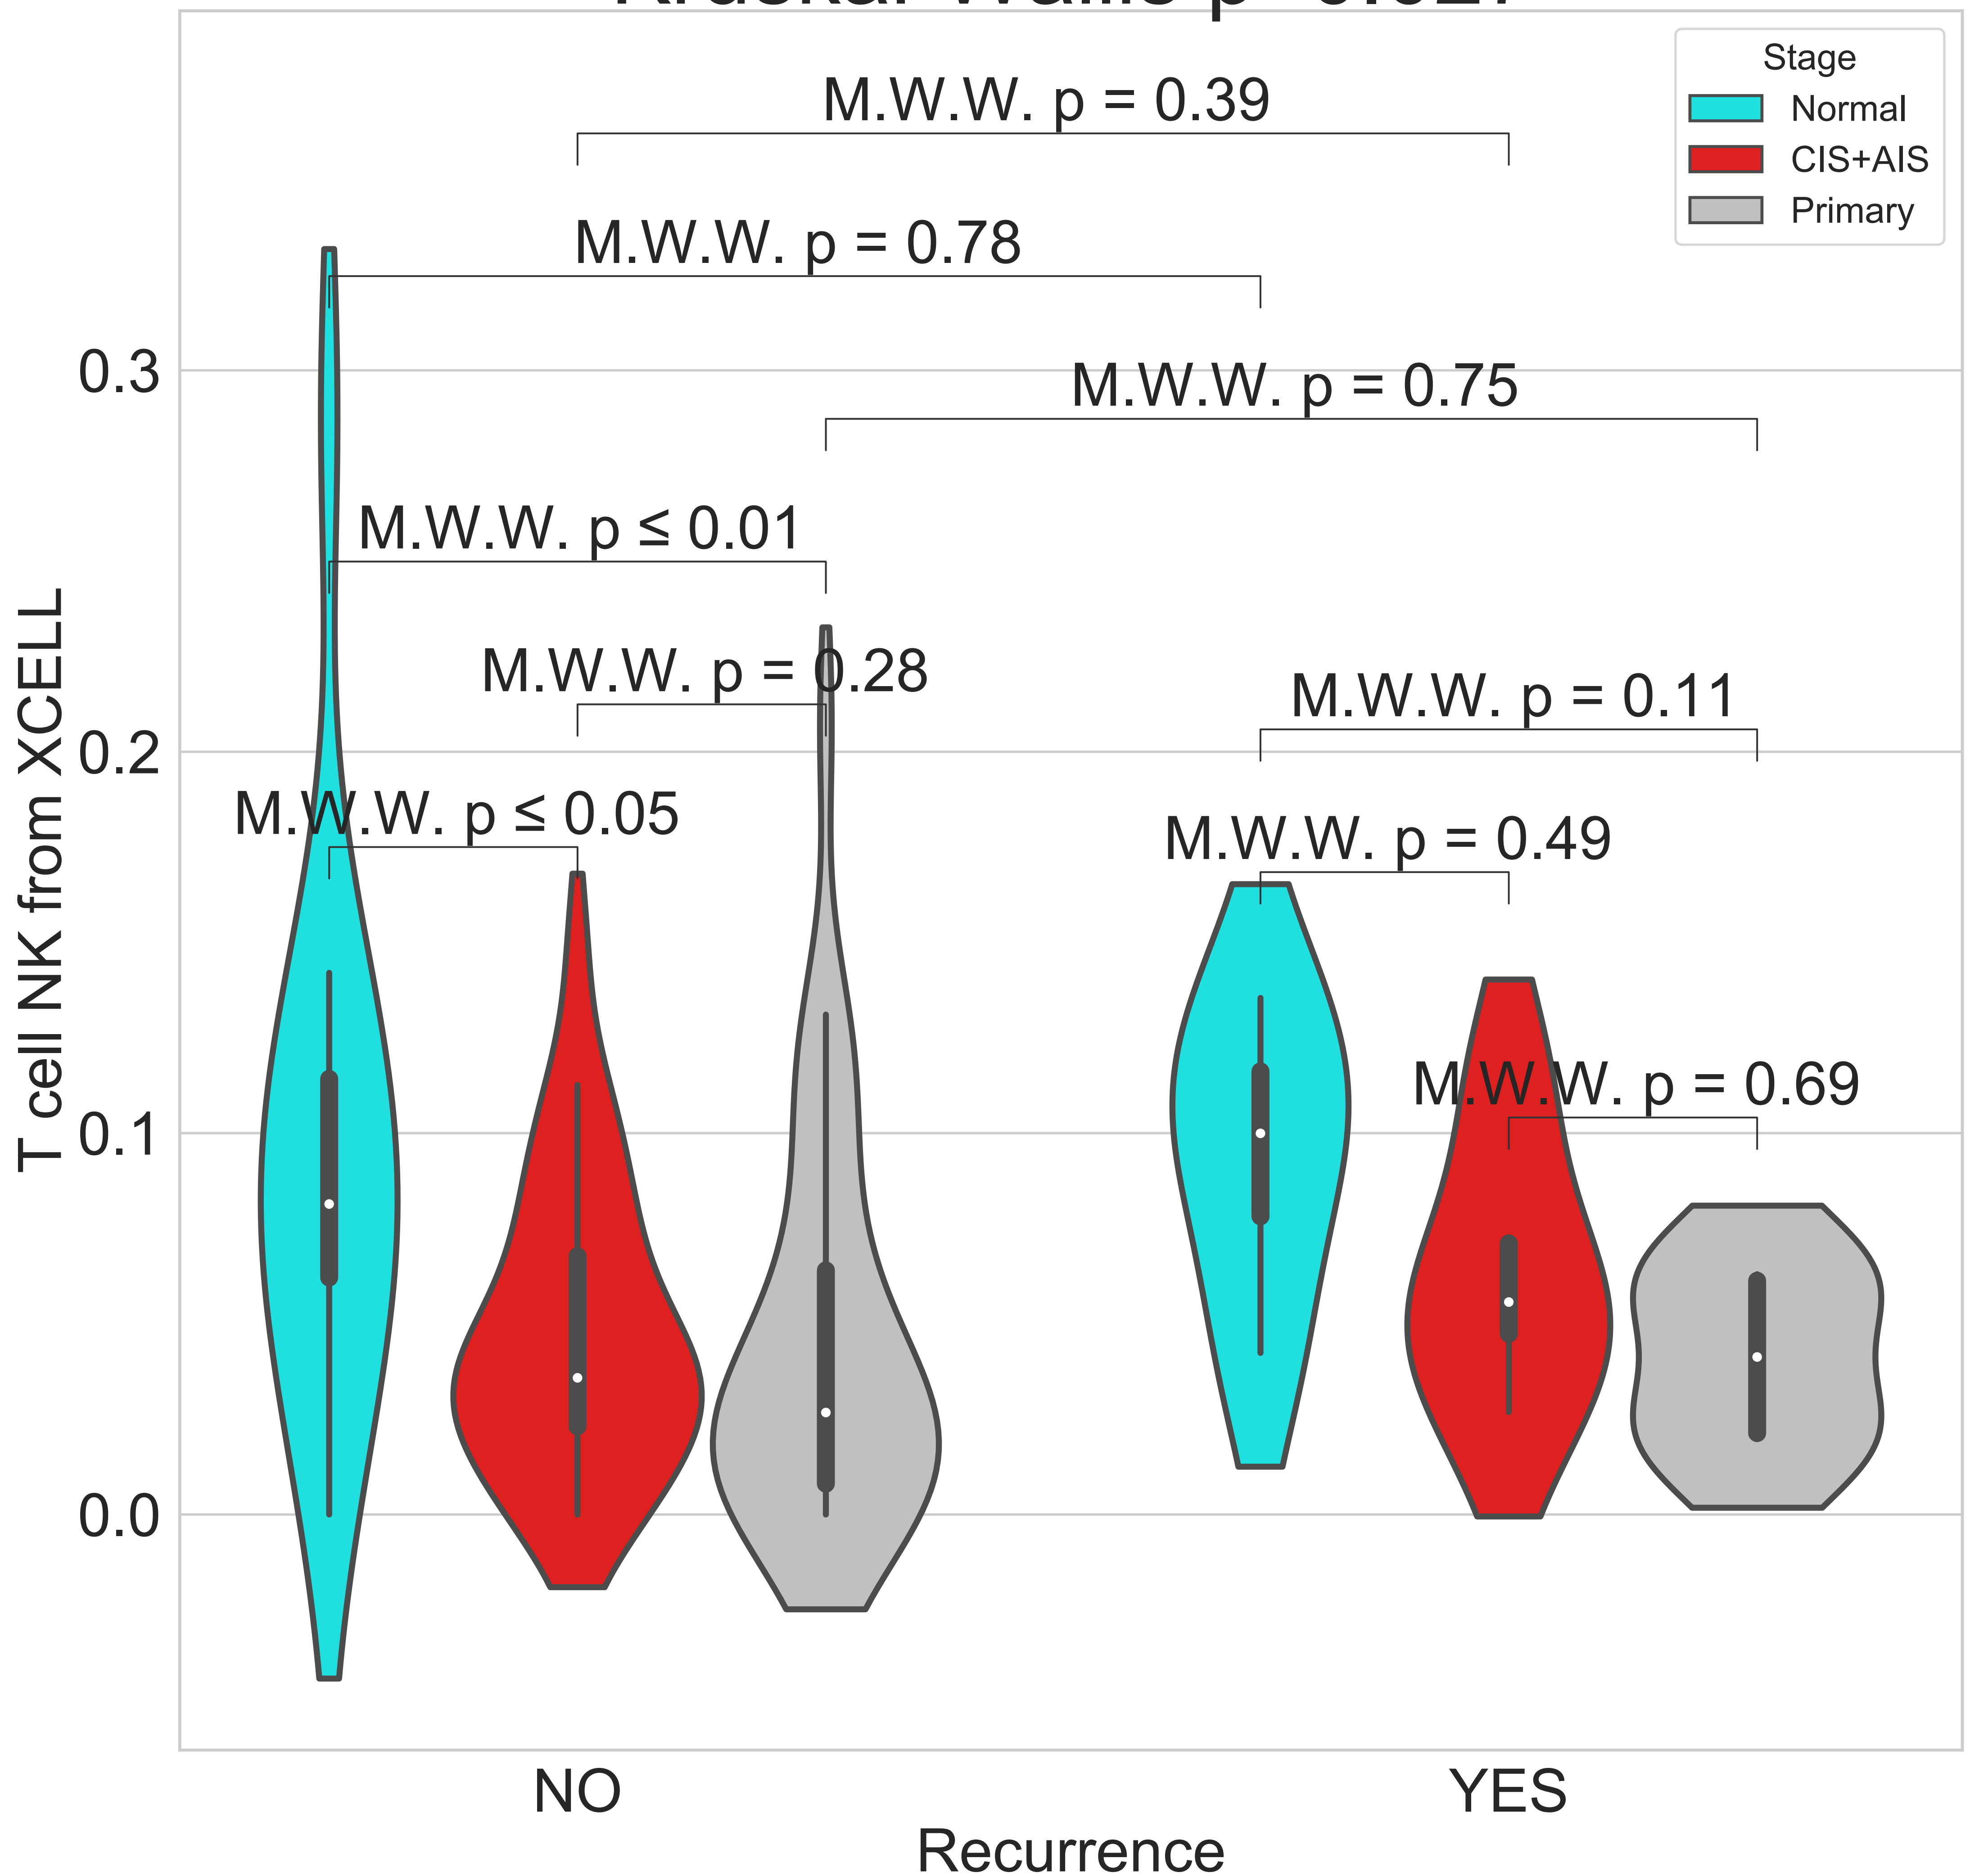 Stage
Normal
CIS+AIS
Primary
M.W.W. p = 0.39
M.W.W. p = 0.78
M.W.W. p = 0.75
M.W.W. p ≤ 0.01
M.W.W. p = 0.28
M.W.W. p = 0.11
M.W.W. p ≤ 0.05
M.W.W. p = 0.49
M.W.W. p = 0.69
T cell NK from XCELL
0.3
0.2
0.1
0.0
NO
YES
Recurrence